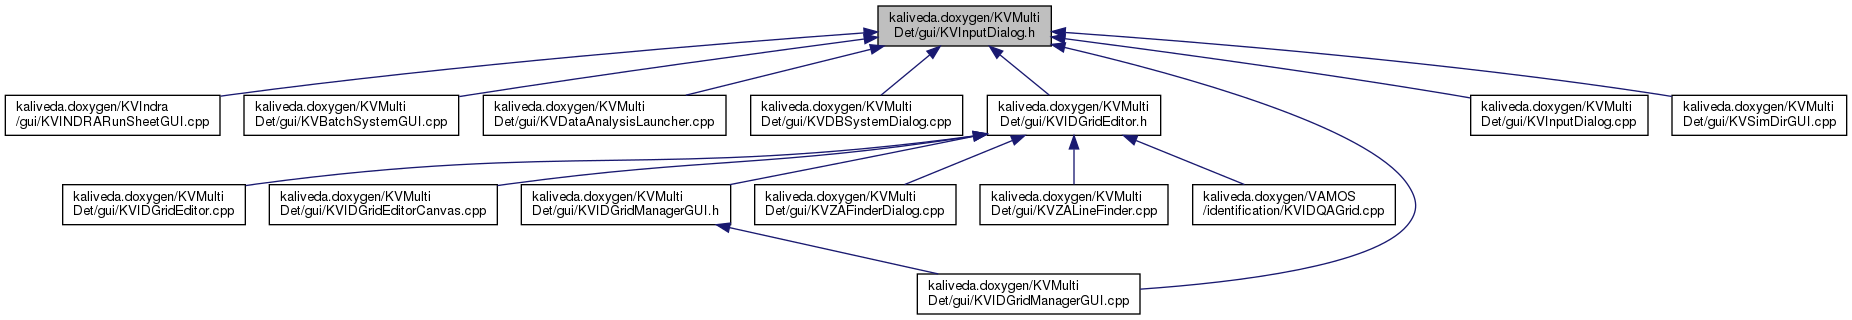 kaliveda.doxygen/KVMulti
Det/gui/KVInputDialog.h
kaliveda.doxygen/KVIndra
/gui/KVINDRARunSheetGUI.cpp
kaliveda.doxygen/KVMulti
Det/gui/KVBatchSystemGUI.cpp
kaliveda.doxygen/KVMulti
Det/gui/KVDataAnalysisLauncher.cpp
kaliveda.doxygen/KVMulti
Det/gui/KVDBSystemDialog.cpp
kaliveda.doxygen/KVMulti
Det/gui/KVIDGridEditor.h
kaliveda.doxygen/KVMulti
Det/gui/KVInputDialog.cpp
kaliveda.doxygen/KVMulti
Det/gui/KVSimDirGUI.cpp
kaliveda.doxygen/KVMulti
Det/gui/KVIDGridEditor.cpp
kaliveda.doxygen/KVMulti
Det/gui/KVIDGridEditorCanvas.cpp
kaliveda.doxygen/KVMulti
Det/gui/KVIDGridManagerGUI.h
kaliveda.doxygen/KVMulti
Det/gui/KVZAFinderDialog.cpp
kaliveda.doxygen/KVMulti
Det/gui/KVZALineFinder.cpp
kaliveda.doxygen/VAMOS
/identification/KVIDQAGrid.cpp
kaliveda.doxygen/KVMulti
Det/gui/KVIDGridManagerGUI.cpp